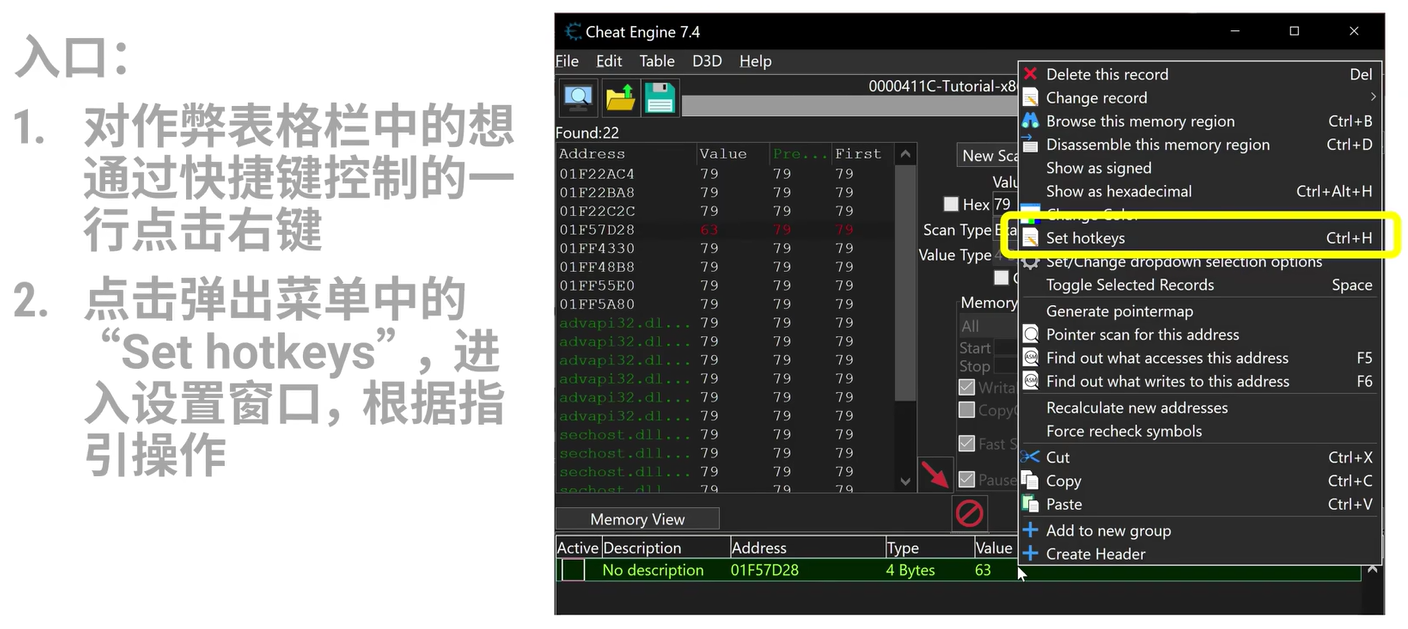 入口：
1. 对作弊表格栏中的想
通过快捷键控制的一
行点击右键
2. 点击弹出菜单中的
“Set hotkeys”，进
入设置窗口，根据指
引操作
Cheat Engine 7.4
File Edit Table D3D Help
0000411C-Tutorial-x8
Found:22
Address Value Pre... First
01F22AC4 79 79 79
01F22BA8 79 79 79
01F22C2C 79 79 79
01F57D28 63 79 79
01FF4330 79 79 79
01FF48B8 79 79 79
01FF55E0 79 79 79
01FF5A80 79 79 79
advapi32.dl... 79 79 79
advapi32.dl... 79 79 79
advapi32.dl... 79 79 79
advapi32.dl... 79 79 79
advapi32.dl... 79 79 79
advapi32.dl... 79 79 79
sechost.dll... 79 79 79
sechost.dll... 79 79 79
sechost.dll... 79 79 79
sechost.dll... 79 79 79
New Sca
Valu
Hex 79
Scan Type Exa
Value Type 4
Memory
All
Start
Stop
Writa
CopyO
Fast S
Pause
Memory View
Delete this record Del
Change record
Browse this memory region Ctrl+B
Disassemble this memory region Ctrl+D
Show as signed
Show as hexadecimal Ctrl+Alt+H
Change Color
Set hotkeys Ctrl+H
Set/Change dropdown selection options
Toggle Selected Records Space
Generate pointermap
Pointer scan for this address
Find out what accesses this address F5
Find out what writes to this address F6
Recalculate new addresses
Force recheck symbols
Cut Ctrl+X
Copy Ctrl+C
Paste Ctrl+V
Add to new group
Create Header
Active Description Address Type Value
No description 01F57D28 4 Bytes 63